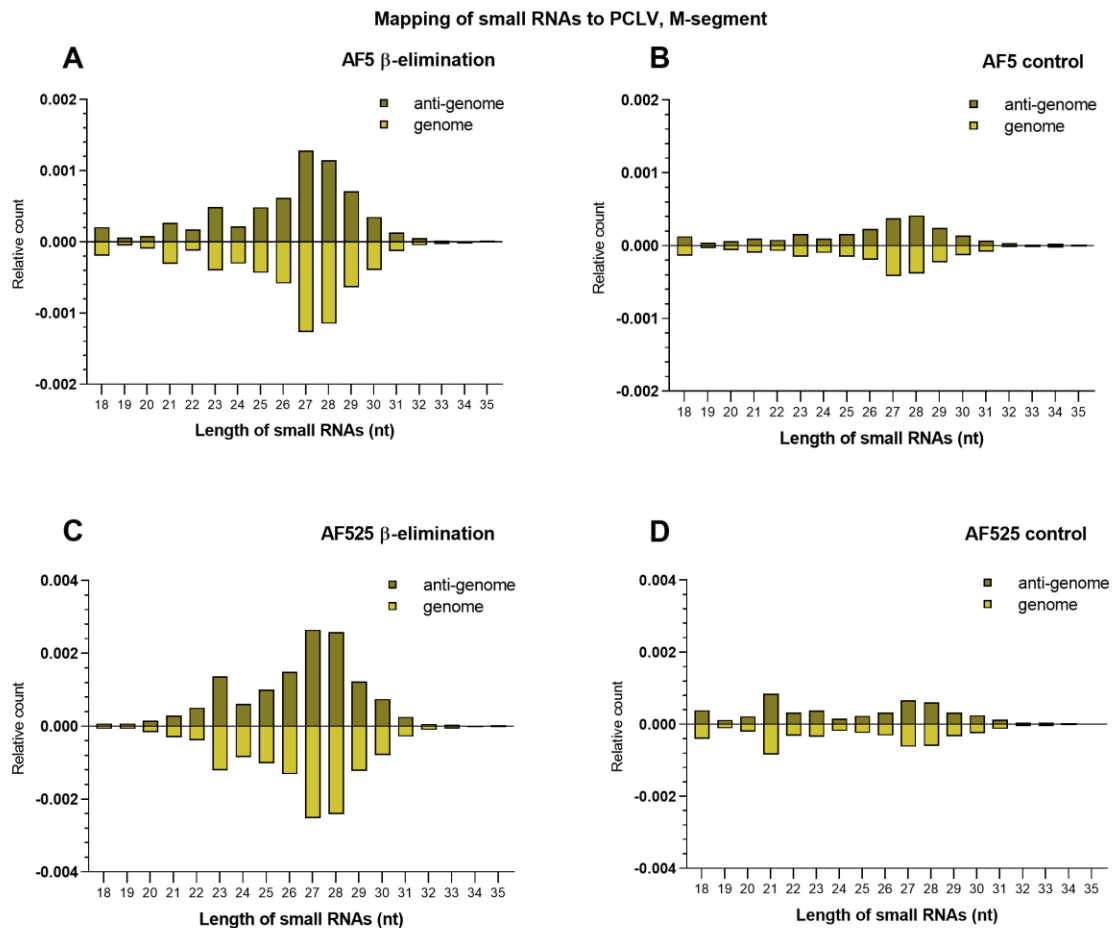 Mapping of small RNAs to PCLV, M-segment
A
AF5 β-elimination
anti-genome
genome
0.002
0.001
0.000
-0.001
-0.002
Relative count
18 19 20 21 22 23 24 25 26 27 28 29 30 31 32 33 34 35
Length of small RNAs (nt)
B
AF5 control
anti-genome
genome
0.002
0.001
0.000
-0.001
-0.002
Relative count
18 19 20 21 22 23 24 25 26 27 28 29 30 31 32 33 34 35
Length of small RNAs (nt)
C
AF525 β-elimination
anti-genome
genome
0.004
0.002
0.000
-0.002
-0.004
Relative count
18 19 20 21 22 23 24 25 26 27 28 29 30 31 32 33 34 35
Length of small RNAs (nt)
D
AF525 control
anti-genome
genome
0.004
0.002
0.000
-0.002
-0.004
Relative count
18 19 20 21 22 23 24 25 26 27 28 29 30 31 32 33 34 35
Length of small RNAs (nt)